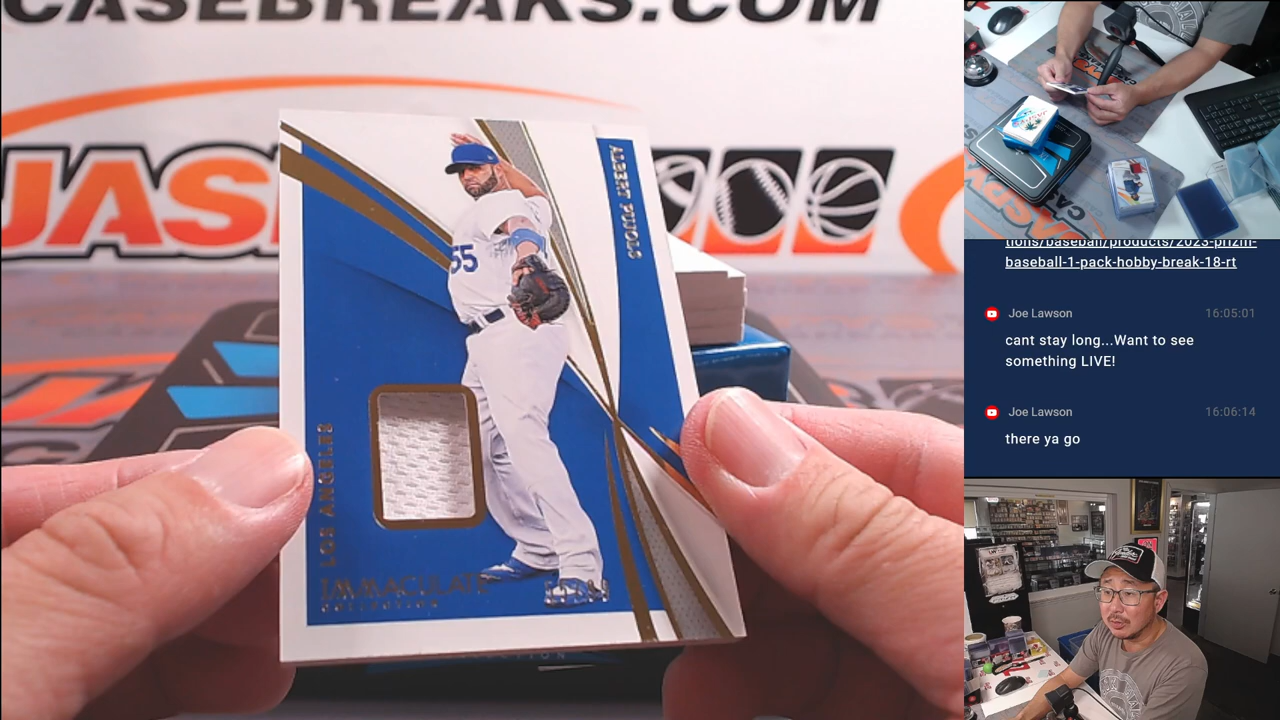 CASEBREAKS.COM
JAS
ALBERT PUJOLS
55
LOS ANGELES
IMMACULATE
COLLECTION
tions/baseball/products/2023-prizm-
baseball-1-pack-hobby-break-18-rt
Joe Lawson 16:05:01
cant stay long...Want to see
something LIVE!
Joe Lawson 16:06:14
there ya go